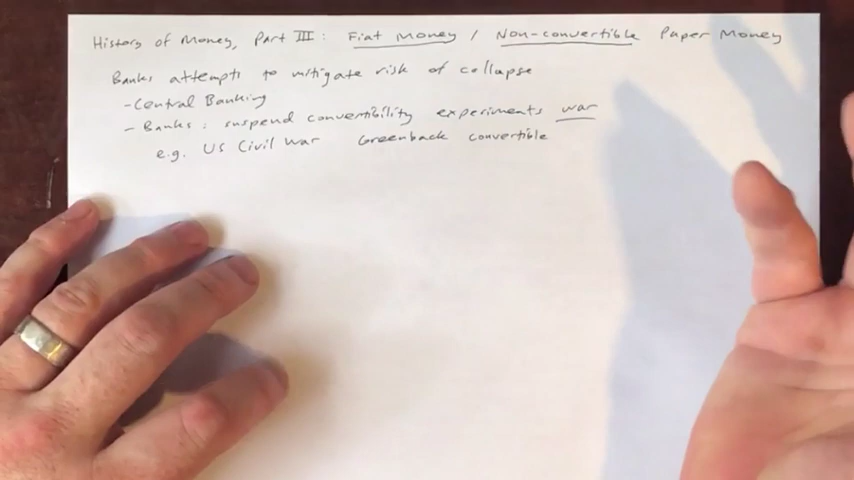 History of Money, Part III: Fiat Money / Non-convertible Paper Money
Banks attempts to mitigate risk of collapse
- Central Banking
- Banks: suspend convertibility experiments war
e.g. US Civil War Greenback convertible